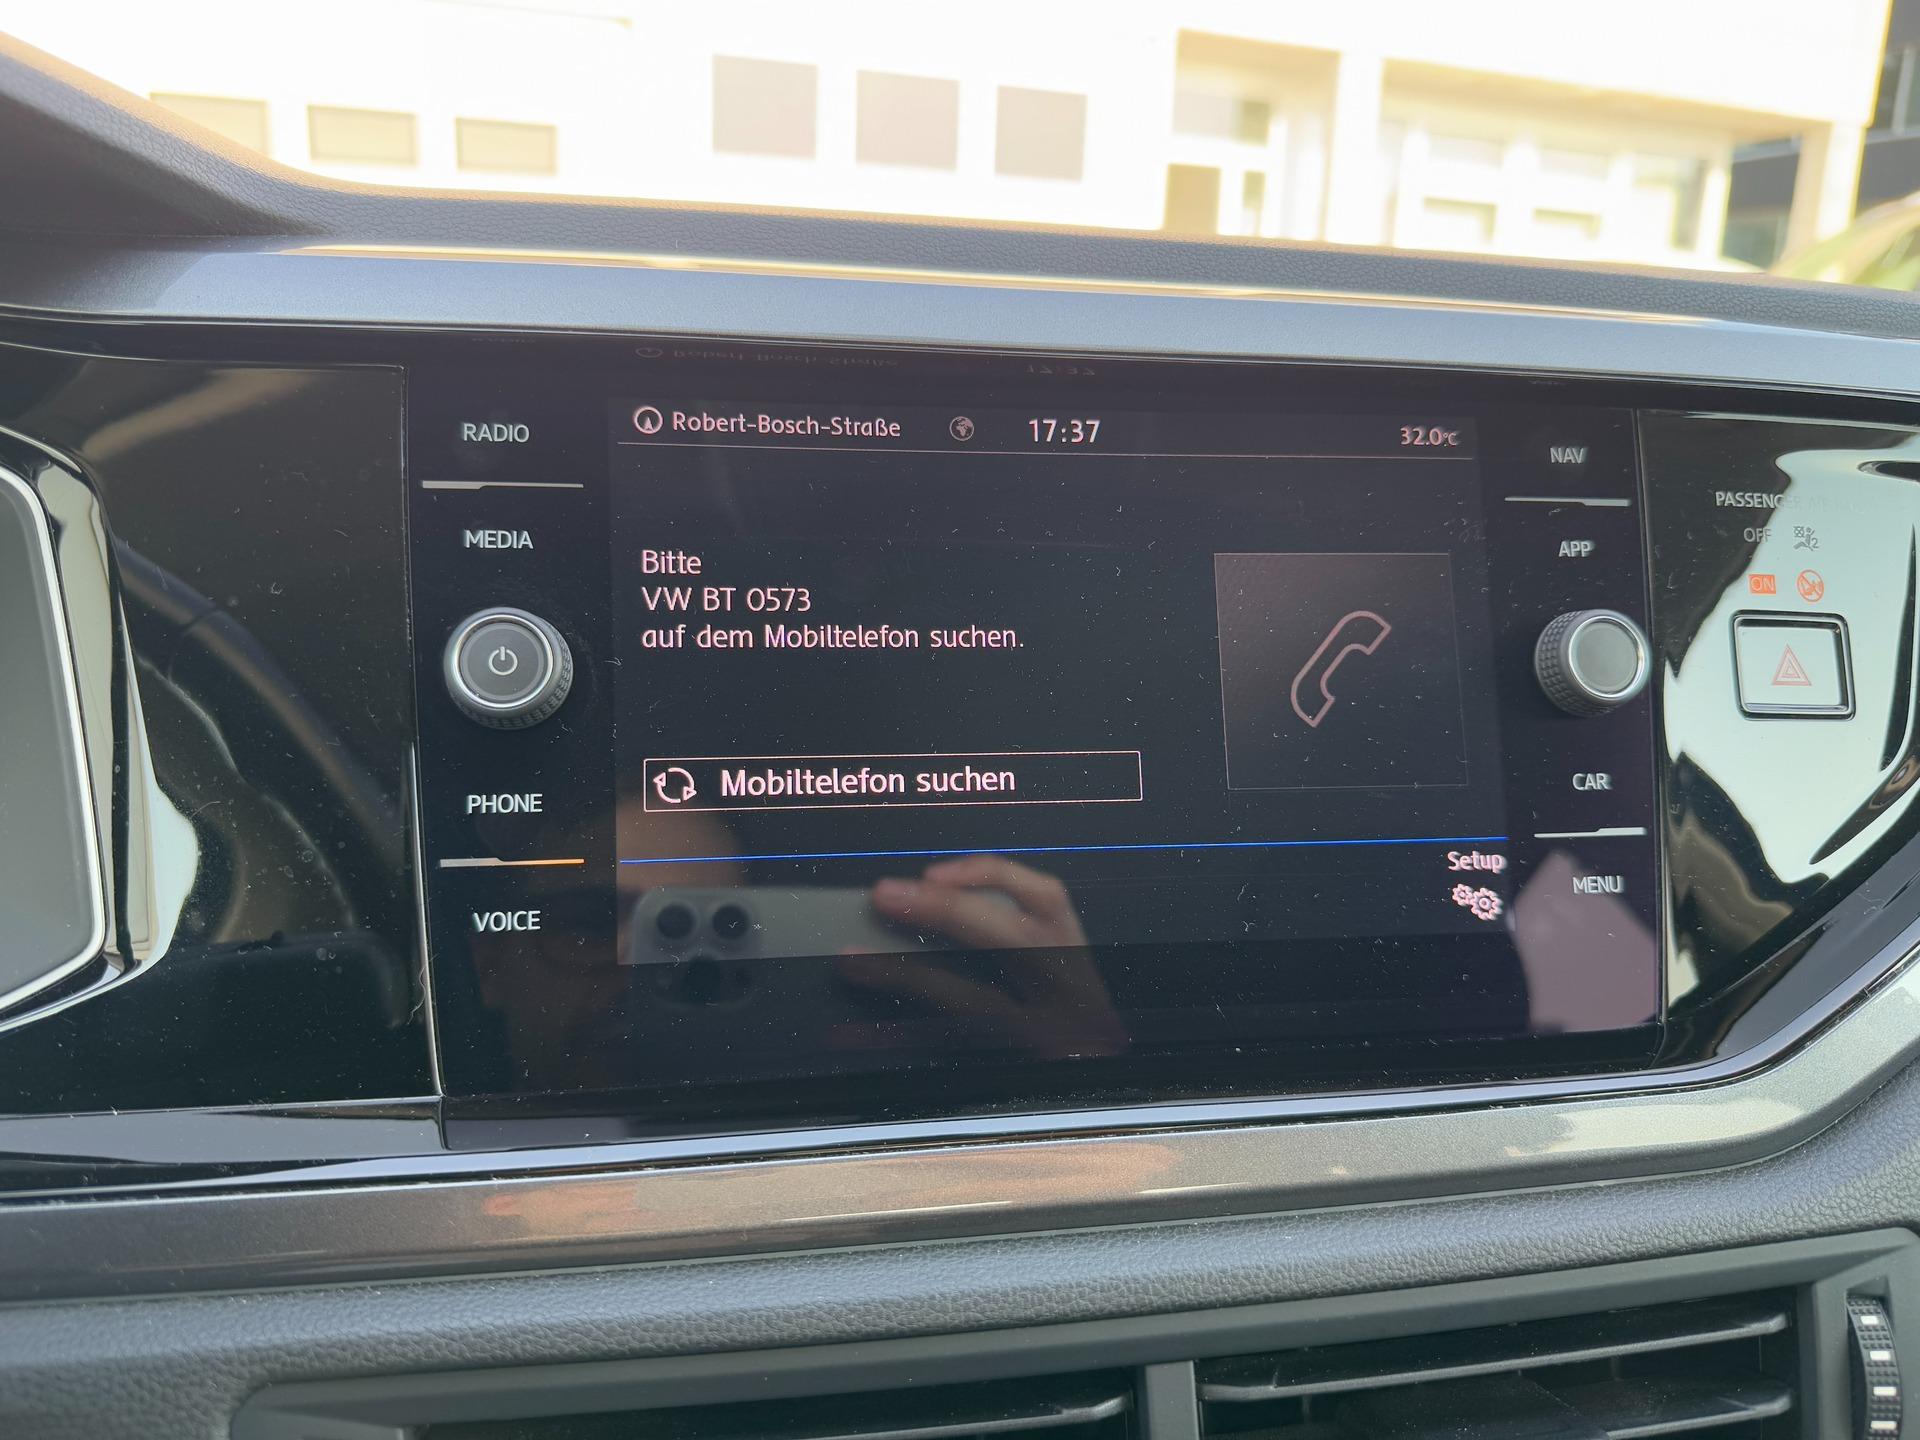 RADIO
MEDIA
PHONE
VOICE
Robert-Bosch-Straße 17:37 32.0°C
Bitte
VW BT 0573
auf dem Mobiltelefon suchen.
Mobiltelefon suchen
Setup
NAV
APP
CAR
MENU
PASSENGER
OFF
ON